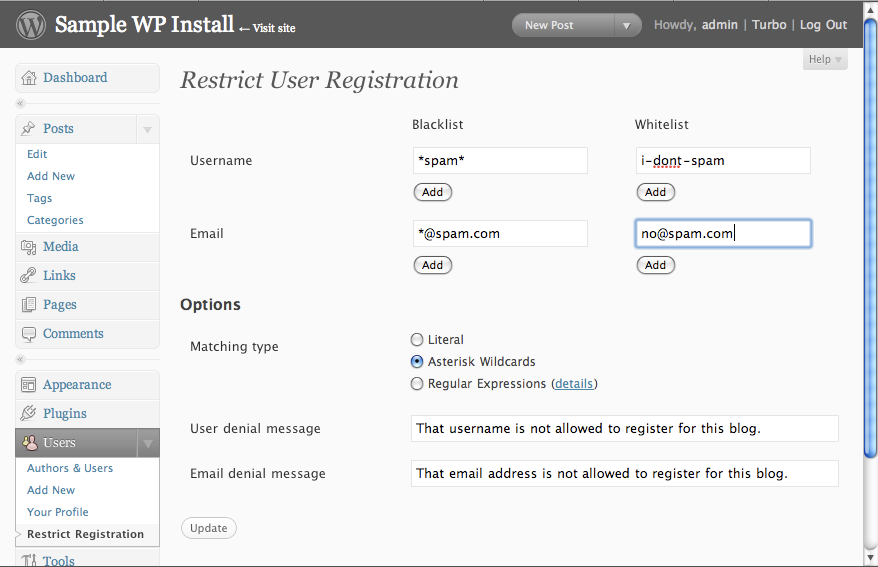 Sample WP Install ← Visit site
New Post
Howdy, admin | Turbo | Log Out
Help
Dashboard
Posts
Edit
Add New
Tags
Categories
Media
Links
Pages
Comments
Appearance
Plugins
Users
Authors & Users
Add New
Your Profile
Restrict Registration
Tools
Restrict User Registration
Blacklist Whitelist
Username *spam* i-dont-spam
Add Add
Email *@spam.com no@spam.com
Add Add
Options
Matching type
Literal
Asterisk Wildcards
Regular Expressions (details)
User denial message That username is not allowed to register for this blog.
Email denial message That email address is not allowed to register for this blog.
Update